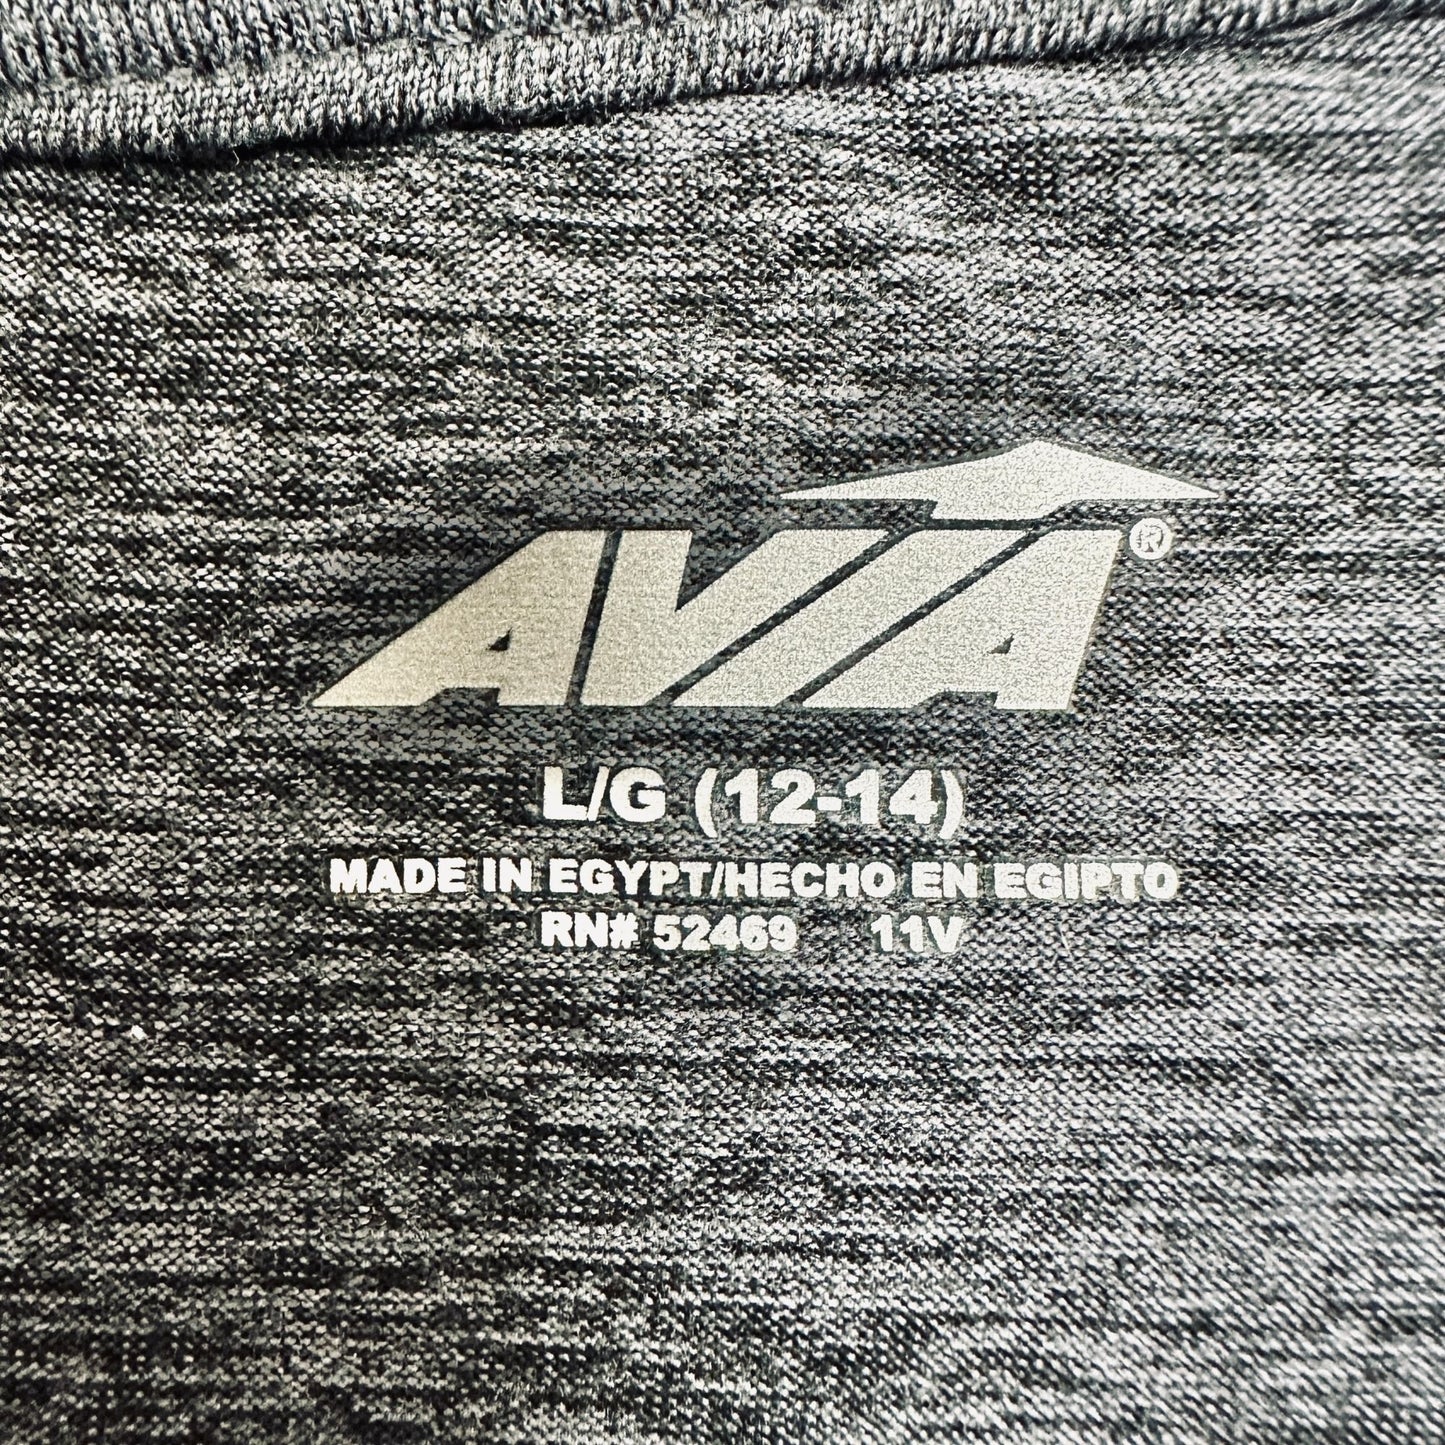 AVIA®
L/G (12-14)
MADE IN EGYPT/HECHO EN EGIPTO
RN# 52469 11V